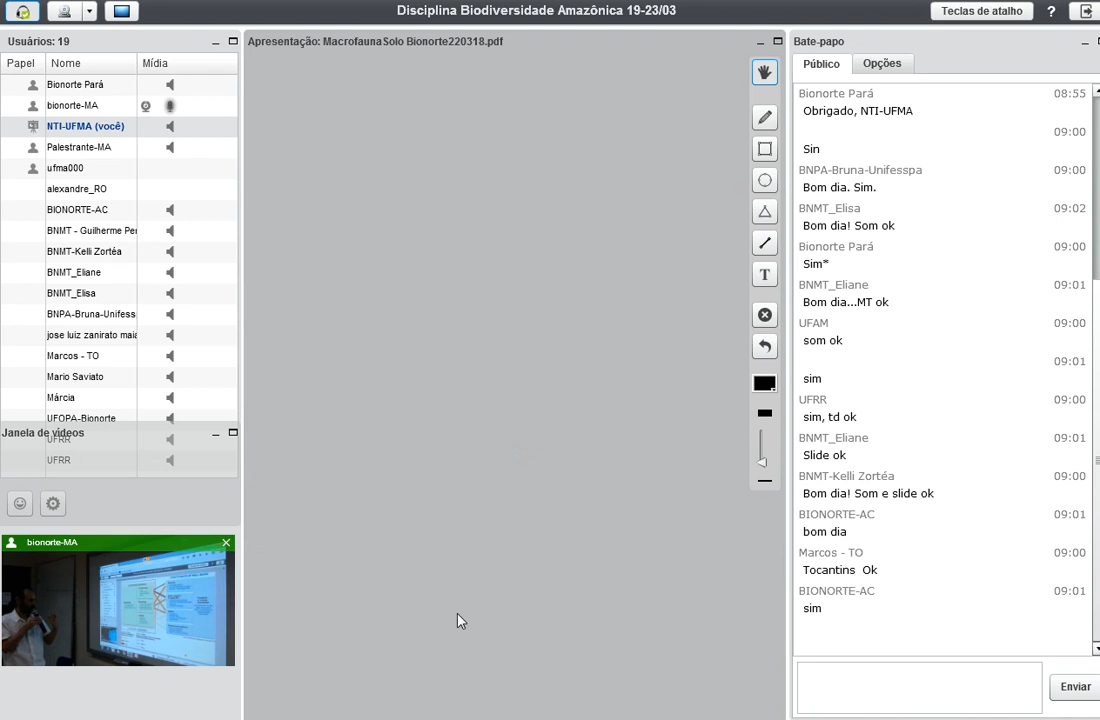 Disciplina Biodiversidade Amazônica 19-23/03
Teclas de atalho
?
Usuários: 19
Papel Nome Mídia
Bionorte Pará
bionorte-MA
NTI-UFMA (você)
Palestrante-MA
ufma000
alexandre_RO
BIONORTE-AC
BNMT - Guilherme Per
BNMT-Kelli Zortéa
BNMT_Eliane
BNMT_Elisa
BNPA-Bruna-Unifess
jose luiz zanirato maia
Marcos - TO
Mario Saviato
Márcia
UFOPA-Bionorte
Janela de vídeos
UFRR
UFRR
bionorte-MA
Apresentação: MacrofaunaSolo Bionorte220318.pdf
T
Bate-papo
Público Opções
Bionorte Pará 08:55
Obrigado, NTI-UFMA
09:00
Sin
BNPA-Bruna-Unifesspa 09:00
Bom dia. Sim.
BNMT_Elisa 09:02
Bom dia! Som ok
Bionorte Pará 09:00
Sim*
BNMT_Eliane 09:01
Bom dia...MT ok
UFAM 09:00
som ok
09:01
sim
UFRR 09:00
sim, td ok
BNMT_Eliane 09:01
Slide ok
BNMT-Kelli Zortéa 09:00
Bom dia! Som e slide ok
BIONORTE-AC 09:01
bom dia
Marcos - TO 09:00
Tocantins  Ok
BIONORTE-AC 09:01
sim
Enviar